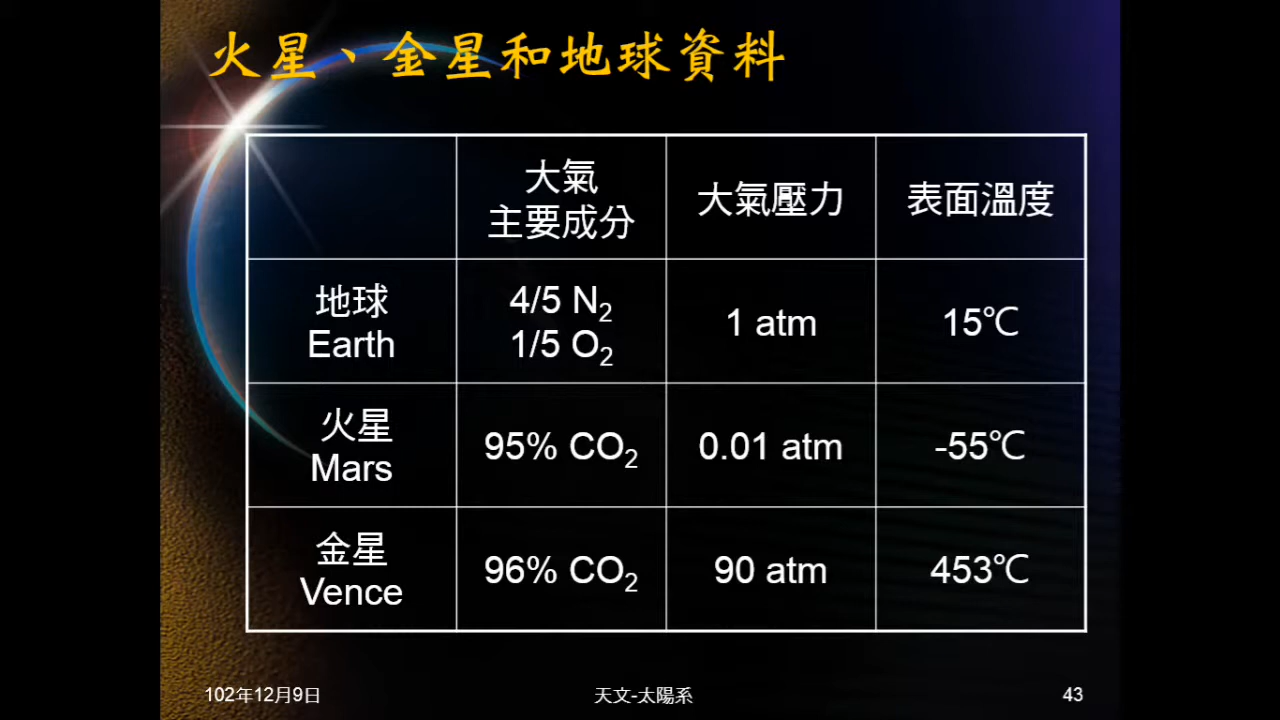 火星、金星和地球資料
大氣
主要成分
大氣壓力
表面溫度
地球
Earth
4/5 N₂
1/5 O₂
1 atm
15℃
火星
Mars
95% CO₂
0.01 atm
-55℃
金星
Vence
96% CO₂
90 atm
453℃
102年12月9日
天文-太陽系
43